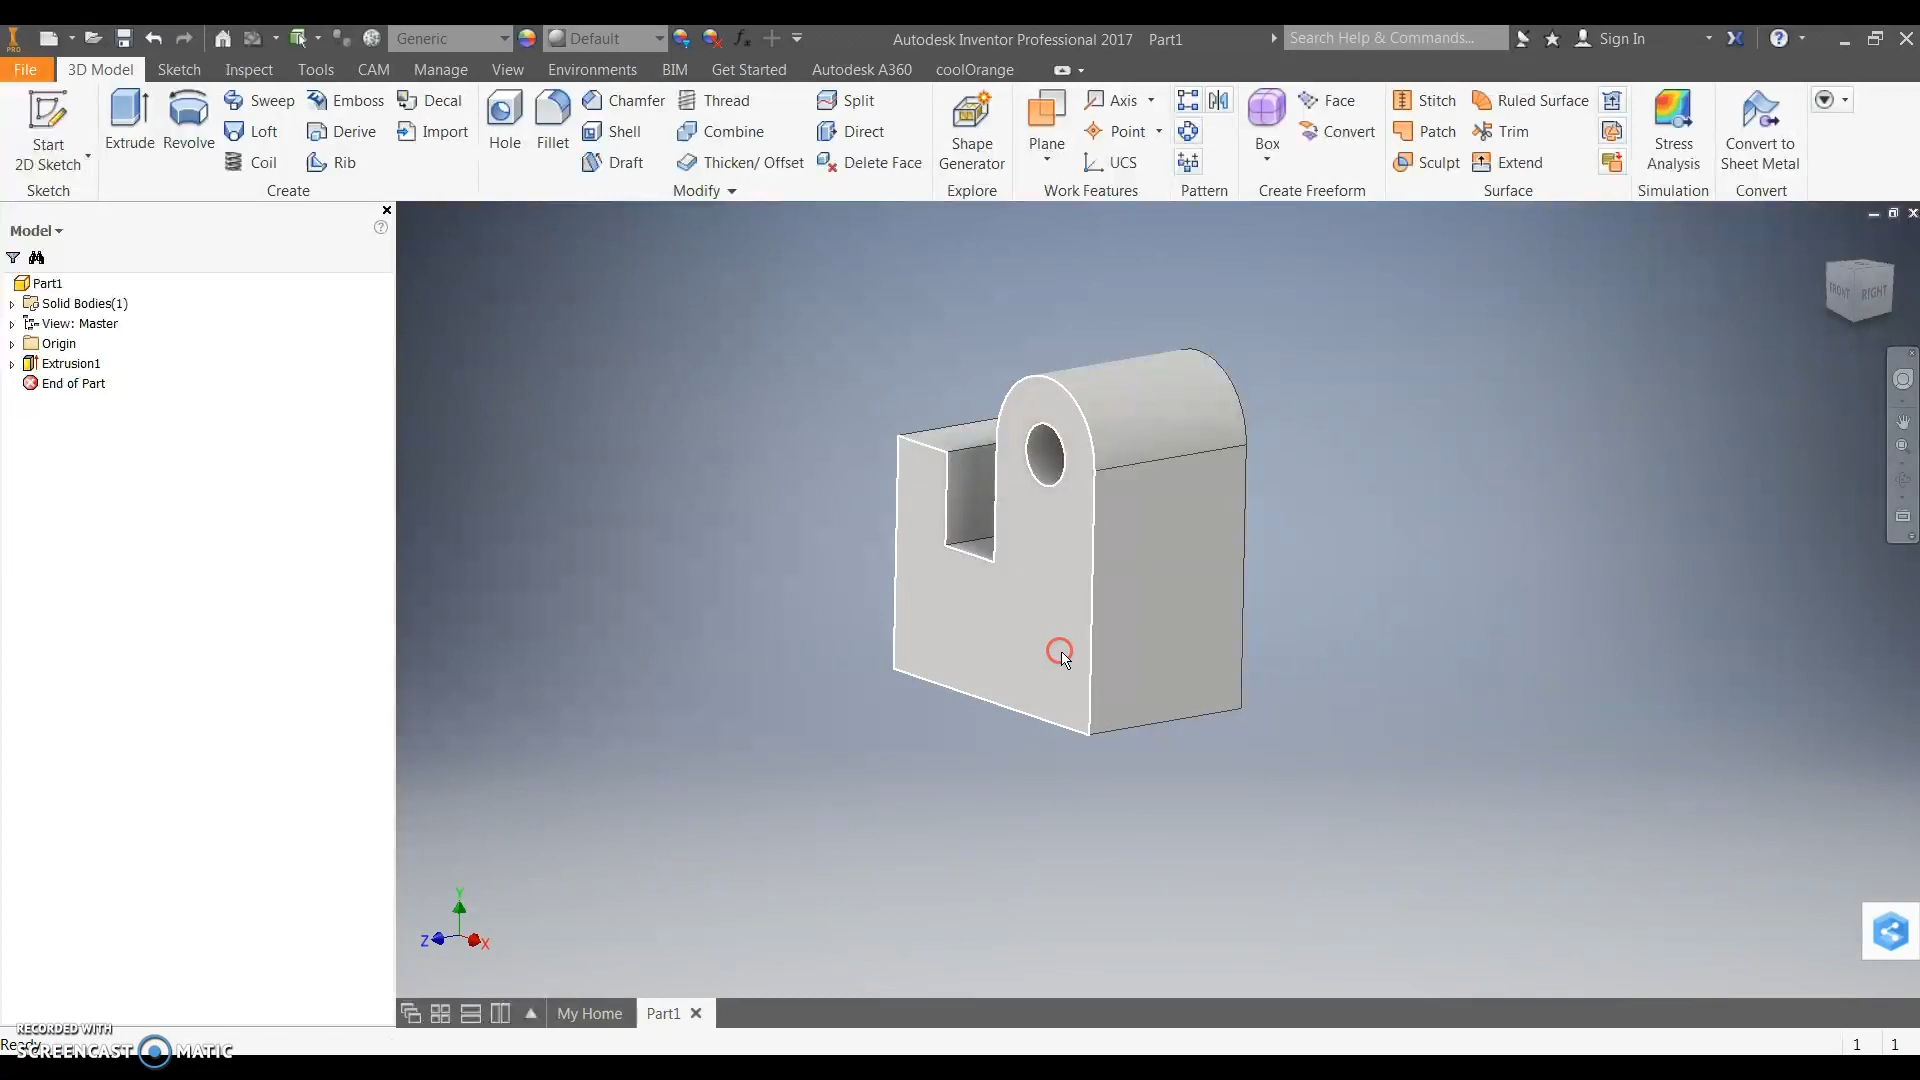 PRO
Generic
Default
Autodesk Inventor Professional 2017 Part1
Search Help & Commands...
Sign In
File 3D Model Sketch Inspect Tools CAM Manage View Environments BIM Get Started Autodesk A360 coolOrange
Start
2D Sketch
Extrude
Revolve
Sweep
Loft
Coil
Emboss
Derive
Rib
Decal
Import
Hole
Fillet
Chamfer
Shell
Draft
Thread
Combine
Thicken/ Offset
Split
Direct
Delete Face
Shape
Generator
Plane
Axis
Point
UCS
Box
Face
Convert
Stitch
Patch
Sculpt
Ruled Surface
Trim
Extend
Stress
Analysis
Convert to
Sheet Metal
Sketch
Create
Modify
Explore
Work Features
Pattern
Create Freeform
Surface
Simulation
Convert
Model
Part1
Solid Bodies(1)
View: Master
Origin
Extrusion1
End of Part
FRONT
RIGHT
Y
Z
X
My Home
Part1
Ready
RECORDED WITH
SCREENCAST MATIC
1 1